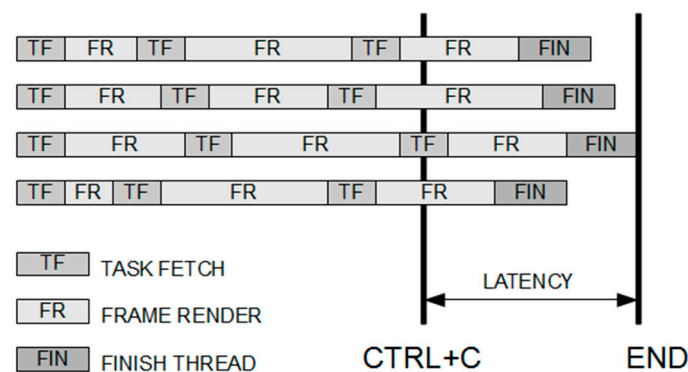 TF FR TF FR TF FR FIN
TF FR TF FR TF FR FIN
TF FR TF FR TF FR FIN
TF FR TF FR TF FR FIN
TF TASK FETCH
LATENCY
FR FRAME RENDER
FIN FINISH THREAD
CTRL+C
END